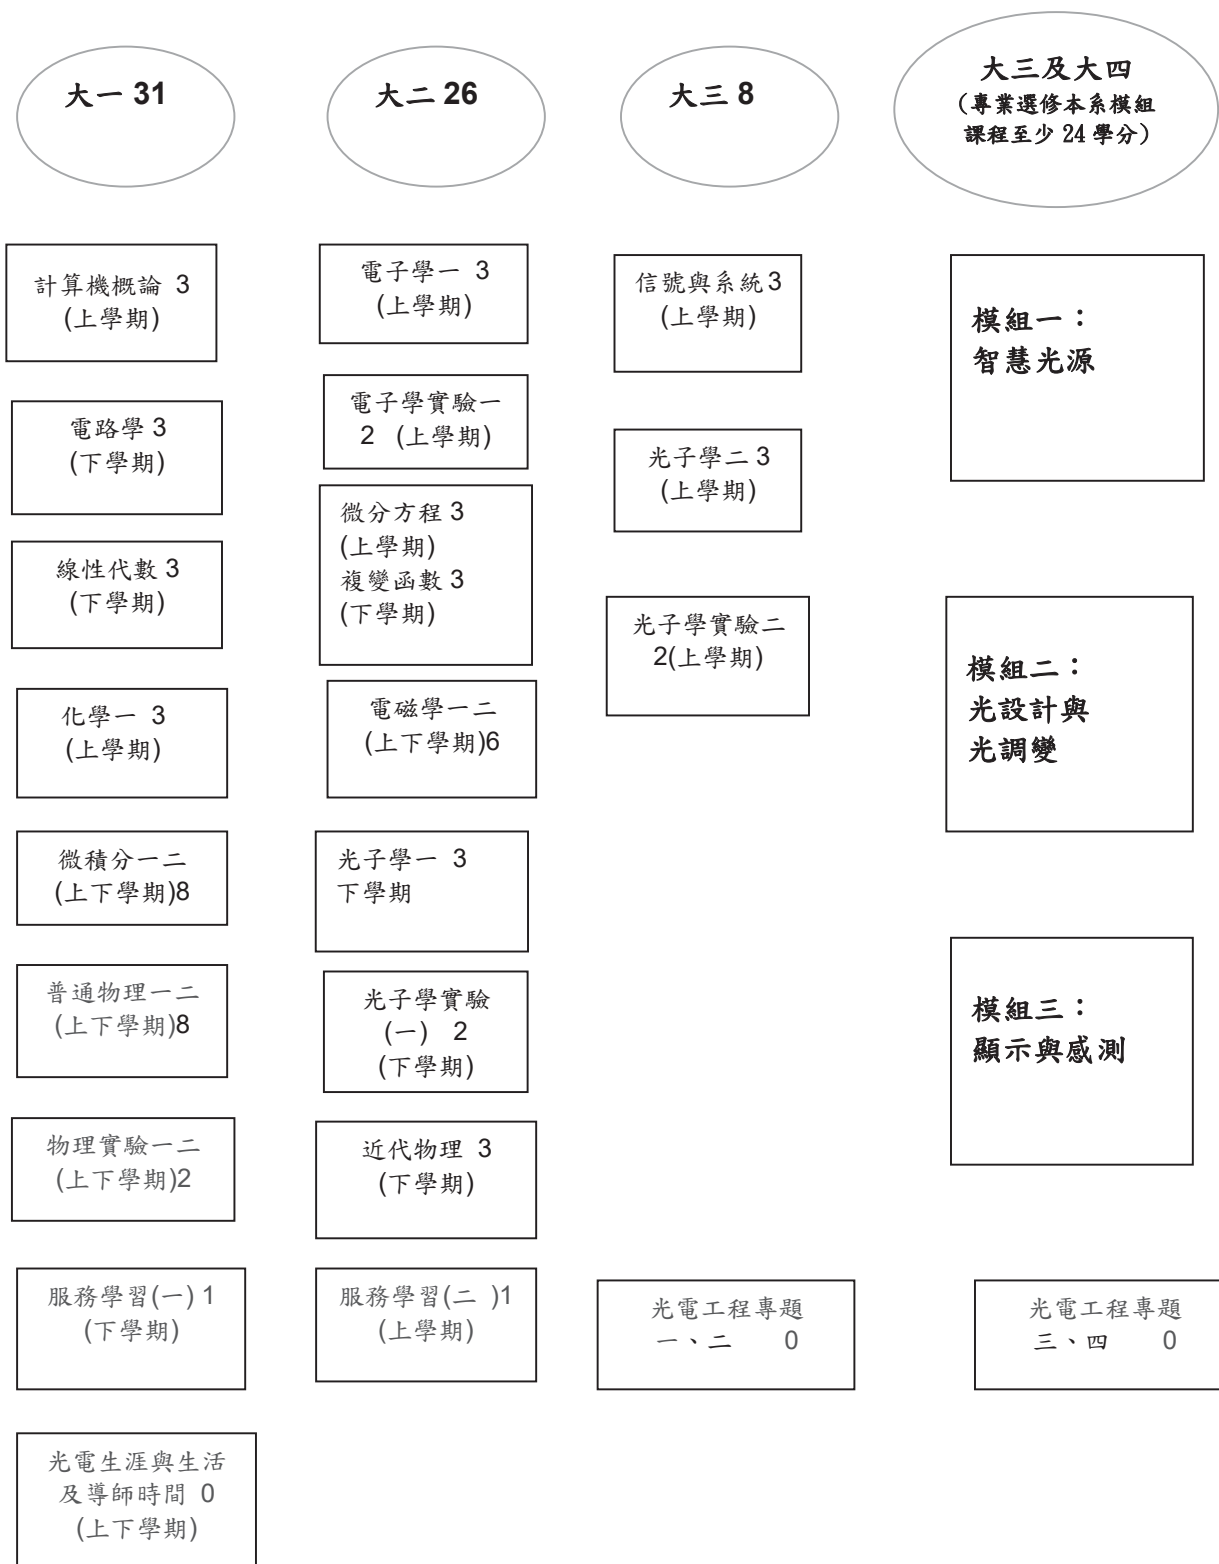 大一 31
計算機概論 3
(上學期)
電路學 3
(下學期)
線性代數 3
(下學期)
化學一 3
(上學期)
微積分一二
(上下學期)8
普通物理一二
(上下學期)8
物理實驗一二
(上下學期)2
服務學習(一) 1
(下學期)
光電生涯與生活
及導師時間 0
(上下學期)
大二 26
電子學一 3
(上學期)
電子學實驗一
2 (上學期)
微分方程 3
(上學期)
複變函數 3
(下學期)
電磁學一二
(上下學期)6
光子學一 3
下學期
光子學實驗
(一) 2
(下學期)
近代物理 3
(下學期)
服務學習(二 )1
(上學期)
大三 8
信號與系統 3
(上學期)
光子學二 3
(上學期)
光子學實驗二
2(上學期)
光電工程專題
一、二 0
大三及大四
(專業選修本系模組
課程至少 24 學分)
模組一：
智慧光源
模組二：
光設計與
光調變
模組三：
顯示與感測
光電工程專題
三、四 0